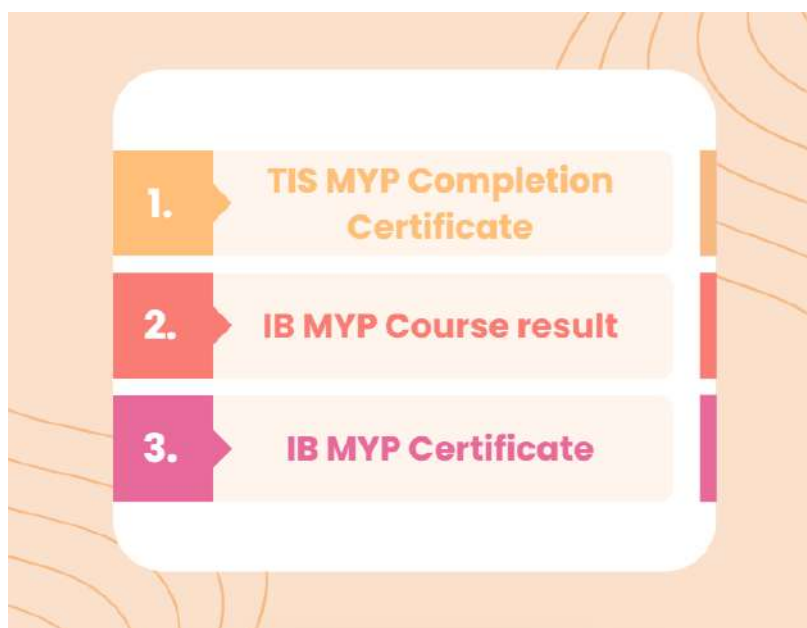 1.
TIS MYP Completion
Certificate
2.
IB MYP Course result
3.
IB MYP Certificate